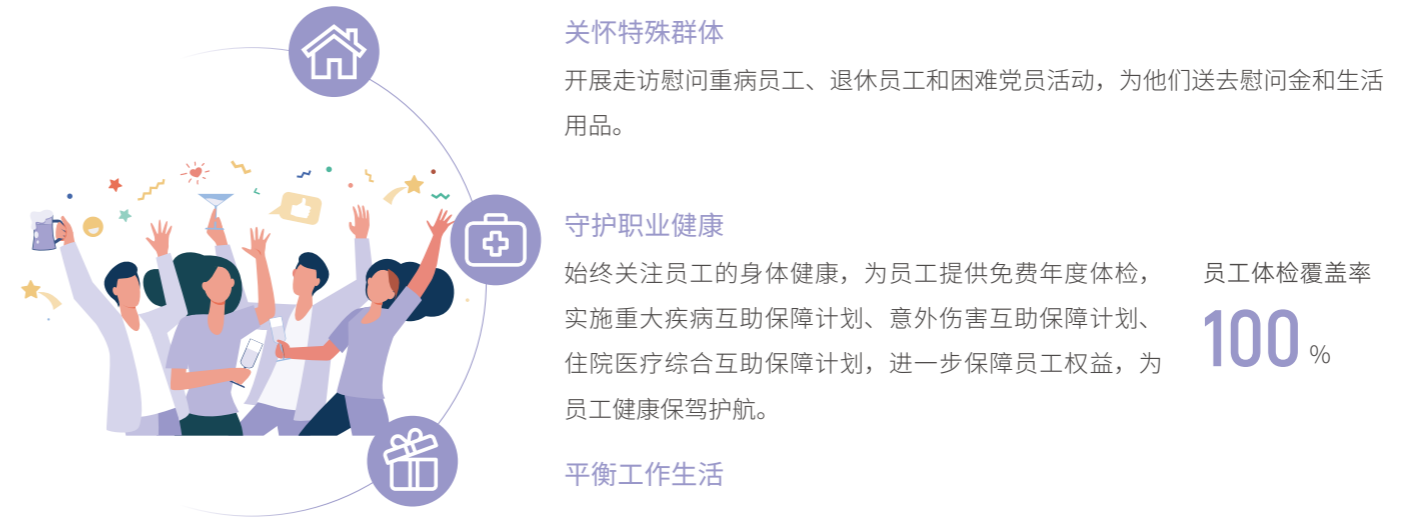 关怀特殊群体
开展走访慰问重病员工、退休员工和困难党员活动，为他们送去慰问金和生活
用品。
守护职业健康
始终关注员工的身体健康，为员工提供免费年度体检，
实施重大疾病互助保障计划、意外伤害互助保障计划、
住院医疗综合互助保障计划，进一步保障员工权益，为
员工健康保驾护航。
员工体检覆盖率
100 %
平衡工作生活